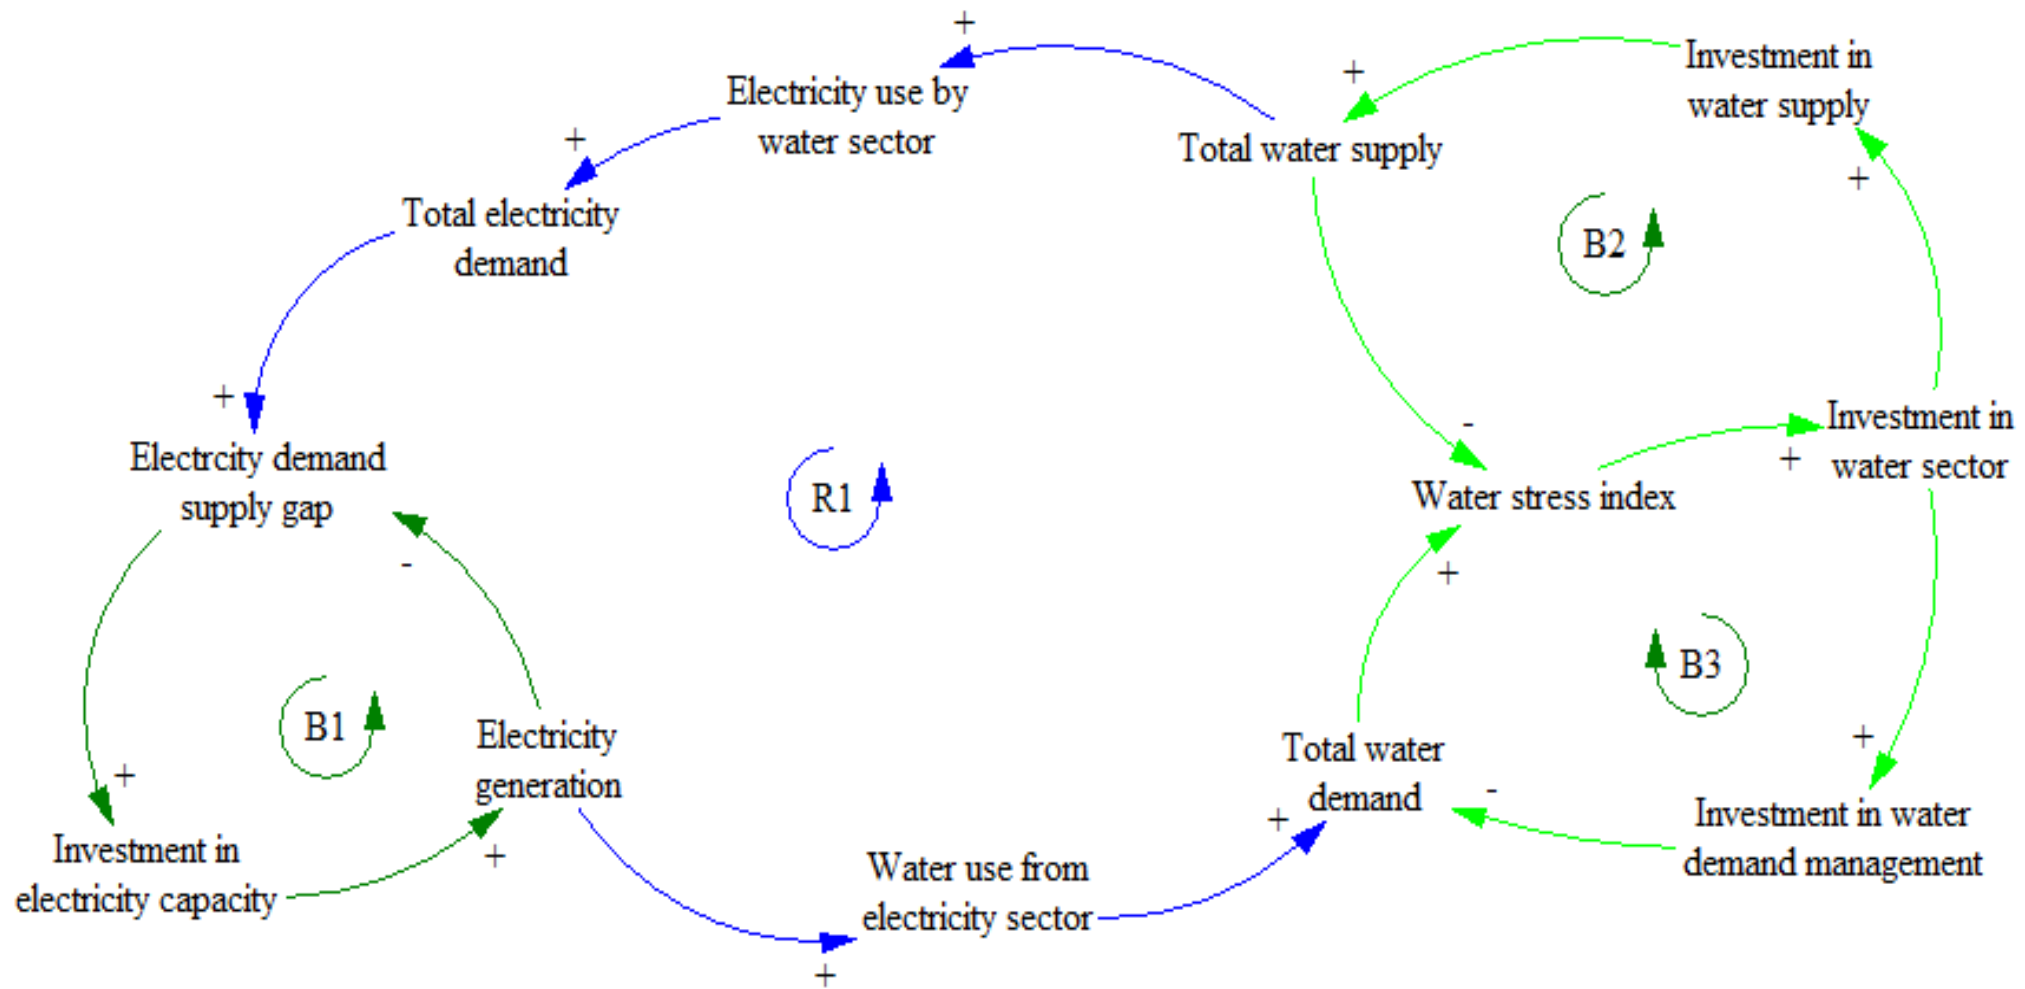 +
Electricity use by
water sector
+
Total electricity
demand
+
Electrcity demand
supply gap
-
B1
+
Investment in
electricity capacity
+
Electricity
generation
R1
+
Water use from
electricity sector
+
Total water
demand
-
+
Total water supply
+
Investment in
water supply
+
B2
-
Water stress index
+
Investment in
water sector
B3
+
Investment in water
demand management